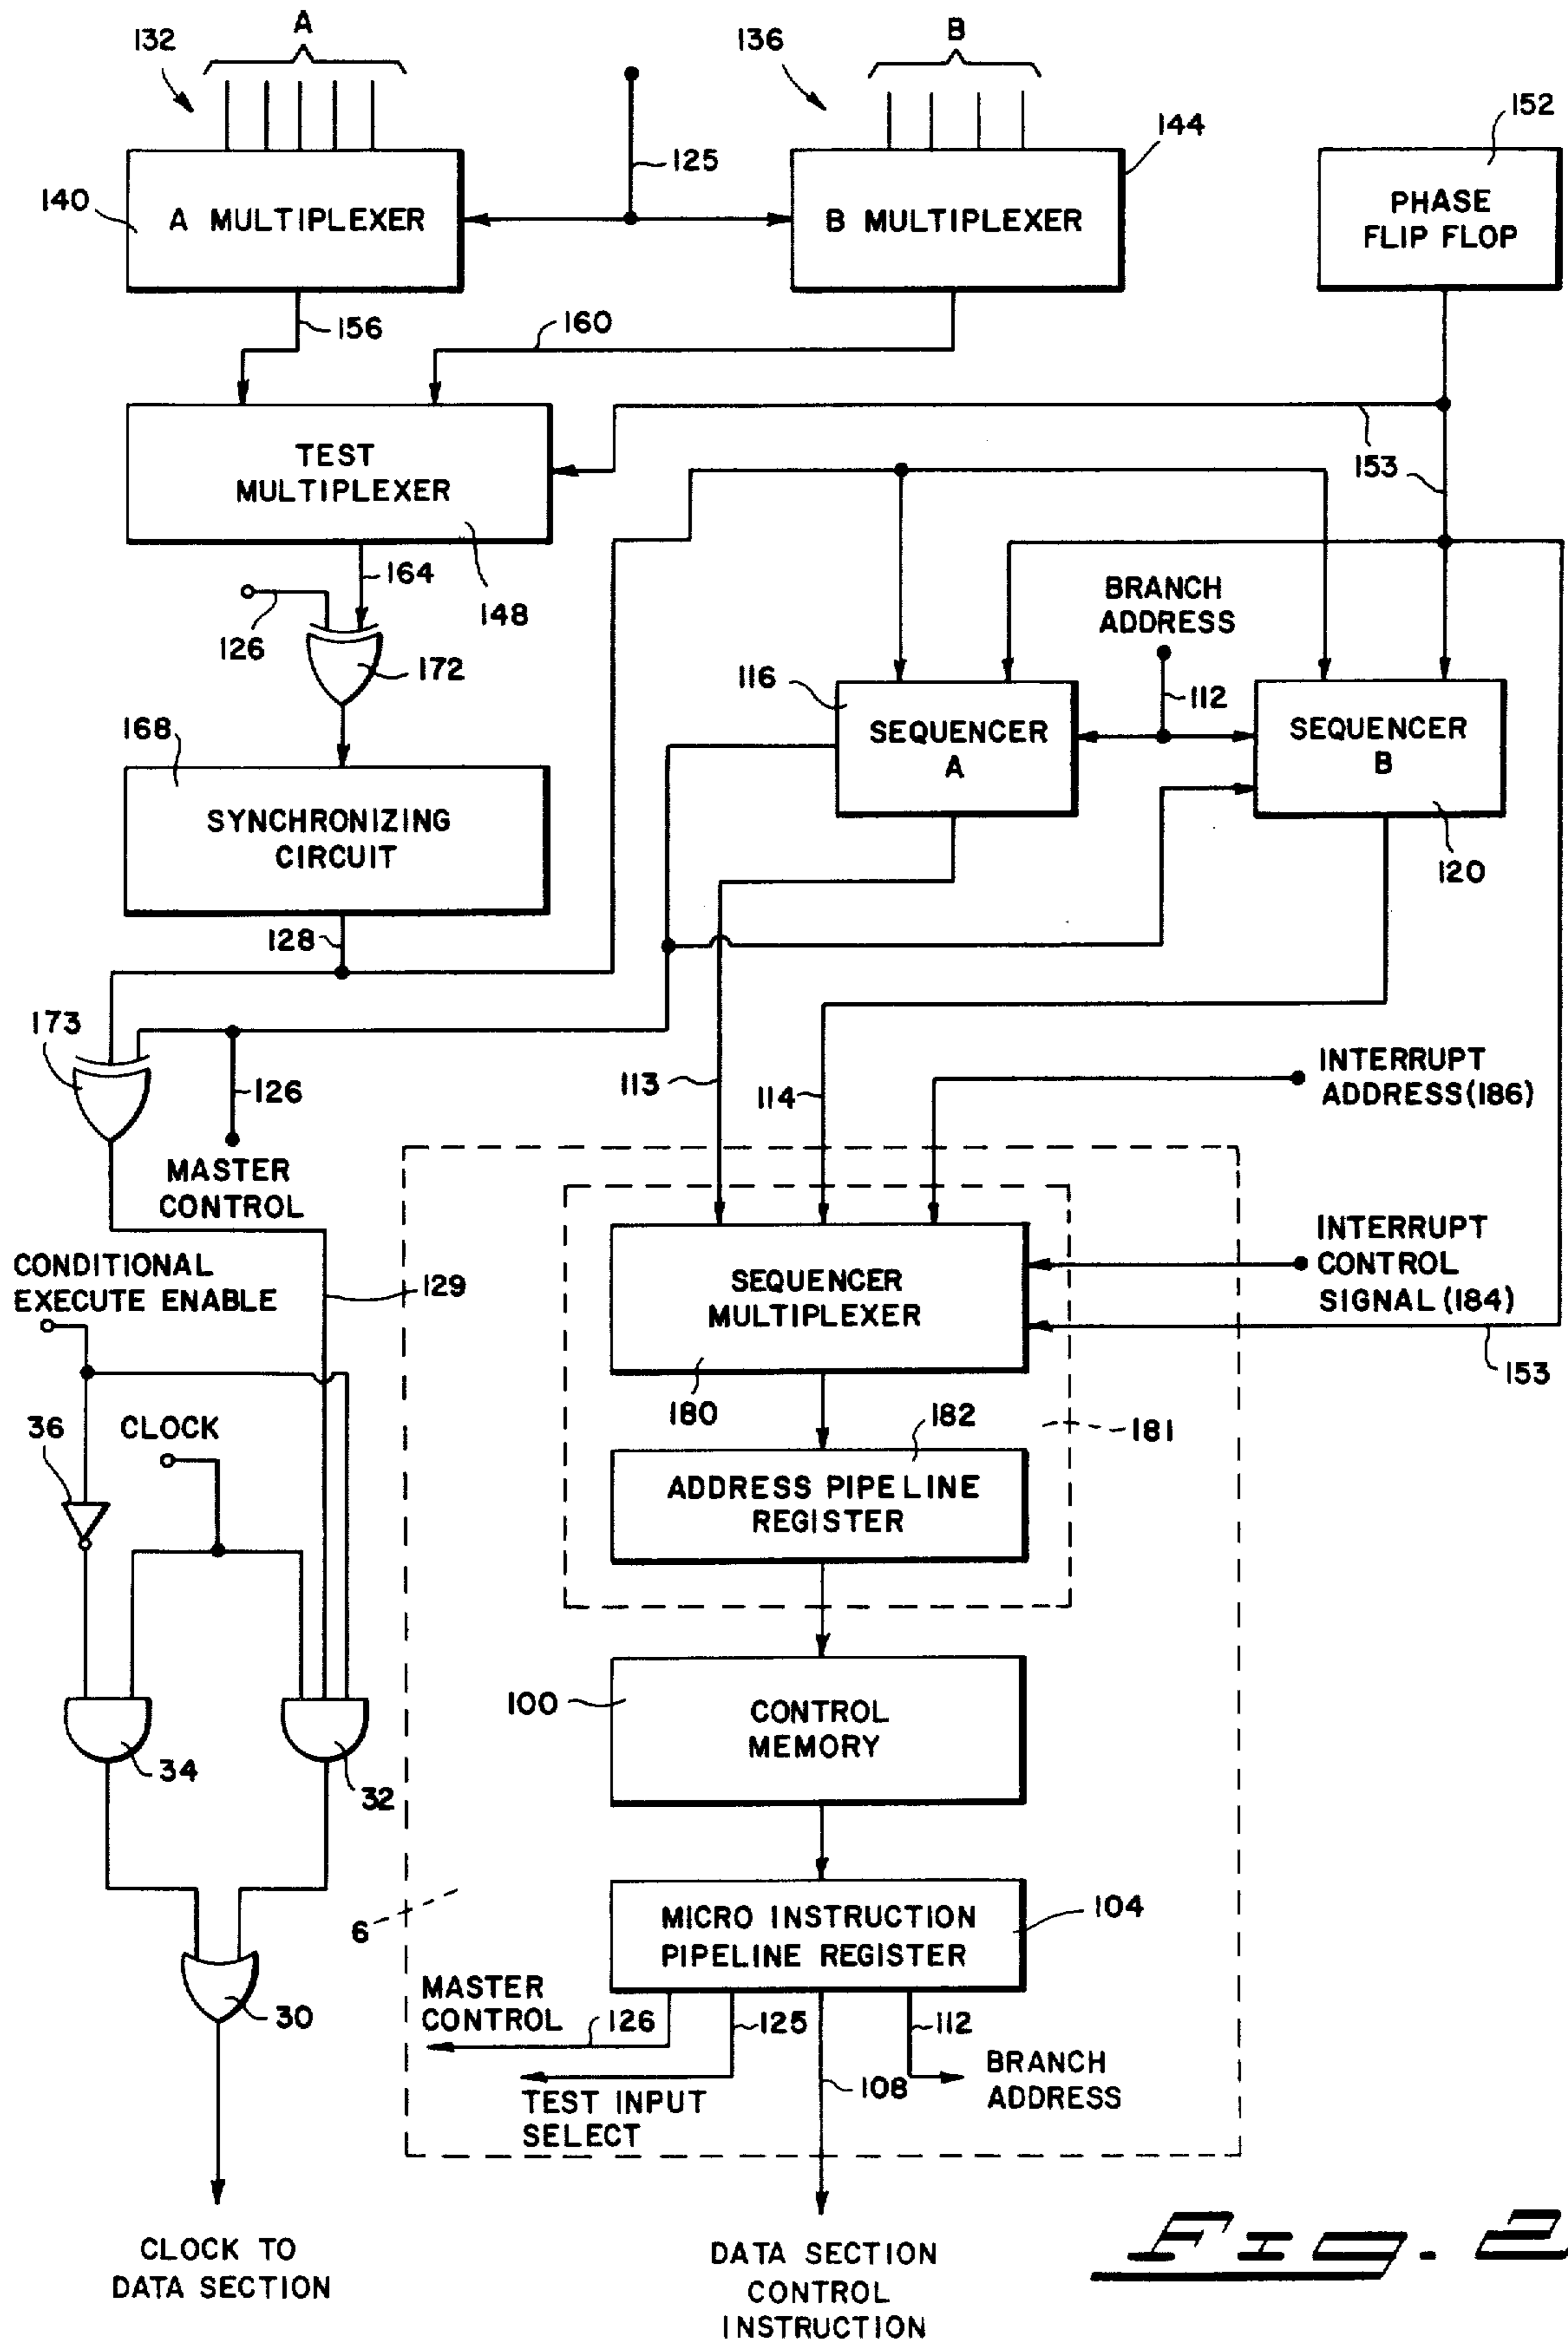 A
B
132
136
152
125
144
140
A MULTIPLEXER
B MULTIPLEXER
PHASE
FLIP FLOP
156
160
TEST
MULTIPLEXER
153
164
148
126
172
BRANCH
ADDRESS
116
112
168
SEQUENCER
A
SEQUENCER
B
SYNCHRONIZING
CIRCUIT
120
128
173
126
113
114
INTERRUPT
ADDRESS(186)
MASTER
CONTROL
CONDITIONAL
EXECUTE ENABLE
129
SEQUENCER
MULTIPLEXER
INTERRUPT
CONTROL
SIGNAL(184)
153
180
182
181
36
CLOCK
ADDRESS PIPELINE
REGISTER
100
CONTROL
MEMORY
34
32
6
MICRO INSTRUCTION
PIPELINE REGISTER
104
30
MASTER
CONTROL
126
125
112
108
TEST INPUT
SELECT
BRANCH
ADDRESS
CLOCK TO
DATA SECTION
DATA SECTION
CONTROL
INSTRUCTION
FIG. 2